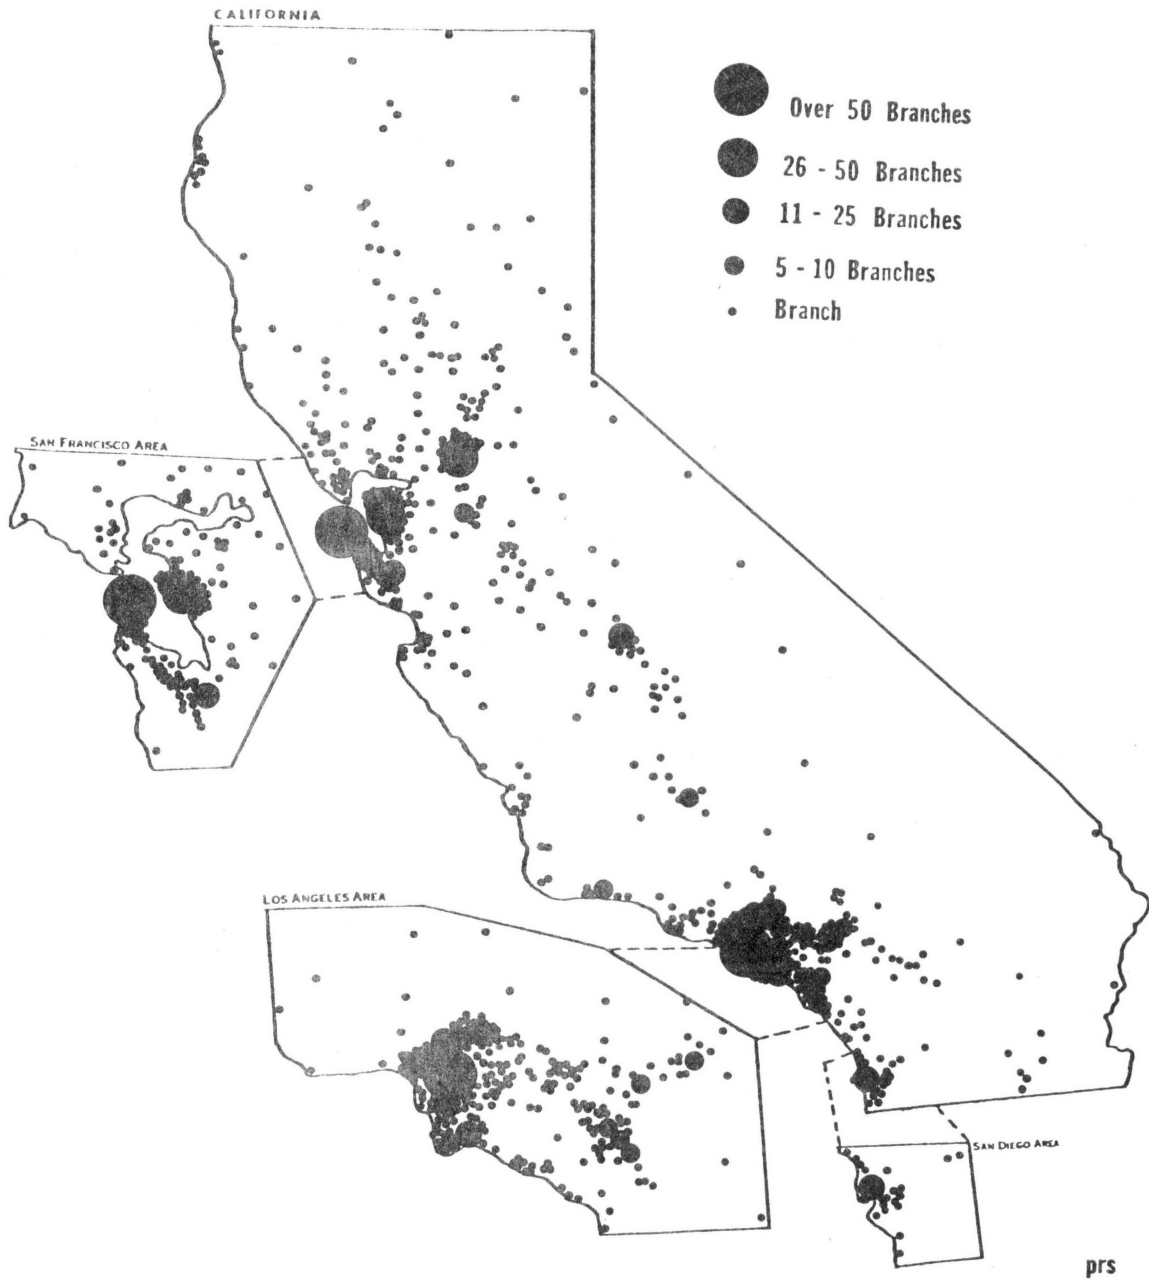 CALIFORNIA
Over 50 Branches
26 - 50 Branches
11 - 25 Branches
5 - 10 Branches
Branch
SAN FRANCISCO AREA
LOS ANGELES AREA
SAN DIEGO AREA
prs